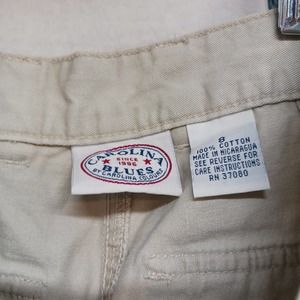 CAROLINA
SINCE
1986
BLUES
BY CAROLINA COLOURS
8
100% COTTON
MADE IN NICARAGUA
SEE REVERSE FOR
CARE INSTRUCTIONS
RN 37080